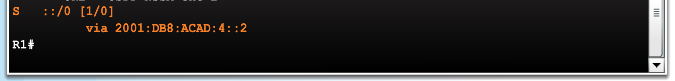 S   ::/0 [1/0]
         via 2001:DB8:ACAD:4::2
R1#